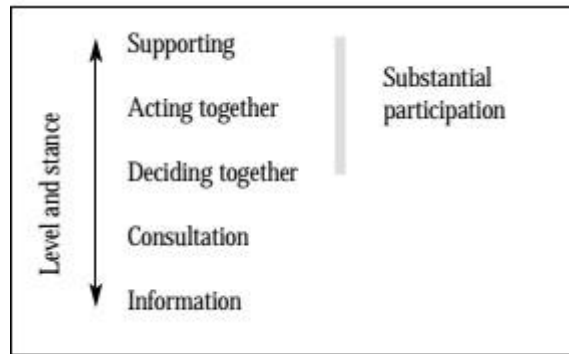 Supporting
Substantial
participation
Acting together
Deciding together
Consultation
Information
Level and stance